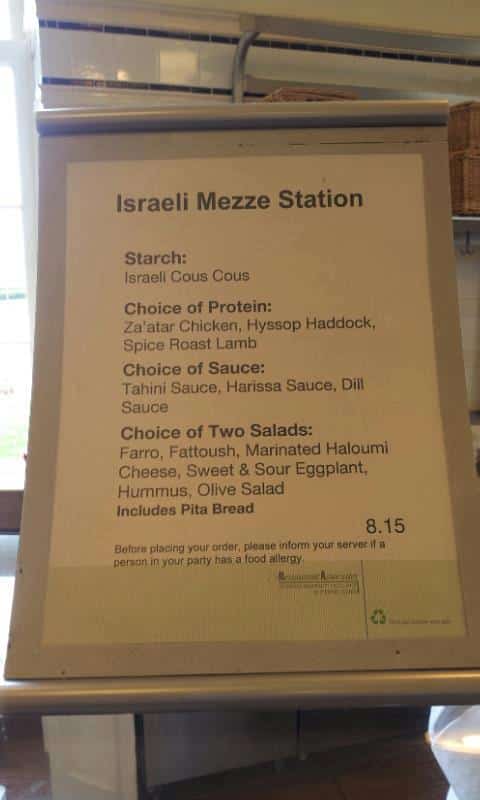 Israeli Mezze Station
Starch:
Israeli Cous Cous
Choice of Protein:
Za'atar Chicken, Hyssop Haddock,
Spice Roast Lamb
Choice of Sauce:
Tahini Sauce, Harissa Sauce, Dill
Sauce
Choice of Two Salads:
Farro, Fattoush, Marinated Haloumi
Cheese, Sweet & Sour Eggplant,
Hummus, Olive Salad
Includes Pita Bread
8.15
Before placing your order, please inform your server if a
person in your party has a food allergy.
Restaurant Associates